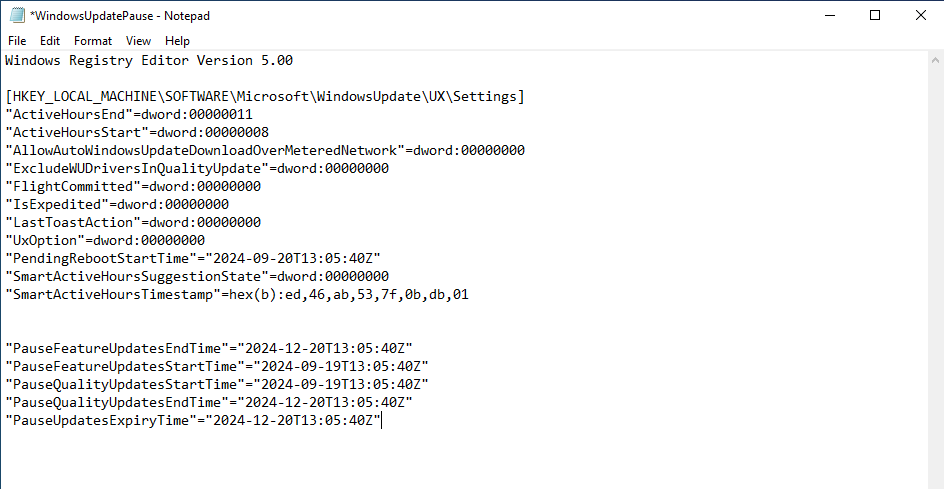 *WindowsUpdatePause - Notepad
File Edit Format View Help
Windows Registry Editor Version 5.00
[HKEY_LOCAL_MACHINE\SOFTWARE\Microsoft\WindowsUpdate\UX\Settings]
"ActiveHoursEnd"=dword:00000011
"ActiveHoursStart"=dword:00000008
"AllowAutoWindowsUpdateDownloadOverMeteredNetwork"=dword:00000000
"ExcludeWUDriversInQualityUpdate"=dword:00000000
"FlightCommitted"=dword:00000000
"IsExpedited"=dword:00000000
"LastToastAction"=dword:00000000
"UxOption"=dword:00000000
"PendingRebootStartTime"="2024-09-20T13:05:40Z"
"SmartActiveHoursSuggestionState"=dword:00000000
"SmartActiveHoursTimestamp"=hex(b):ed,46,ab,53,7f,0b,db,01
"PauseFeatureUpdatesEndTime"="2024-12-20T13:05:40Z"
"PauseFeatureUpdatesStartTime"="2024-09-19T13:05:40Z"
"PauseQualityUpdatesStartTime"="2024-09-19T13:05:40Z"
"PauseQualityUpdatesEndTime"="2024-12-20T13:05:40Z"
"PauseUpdatesExpiryTime"="2024-12-20T13:05:40Z"